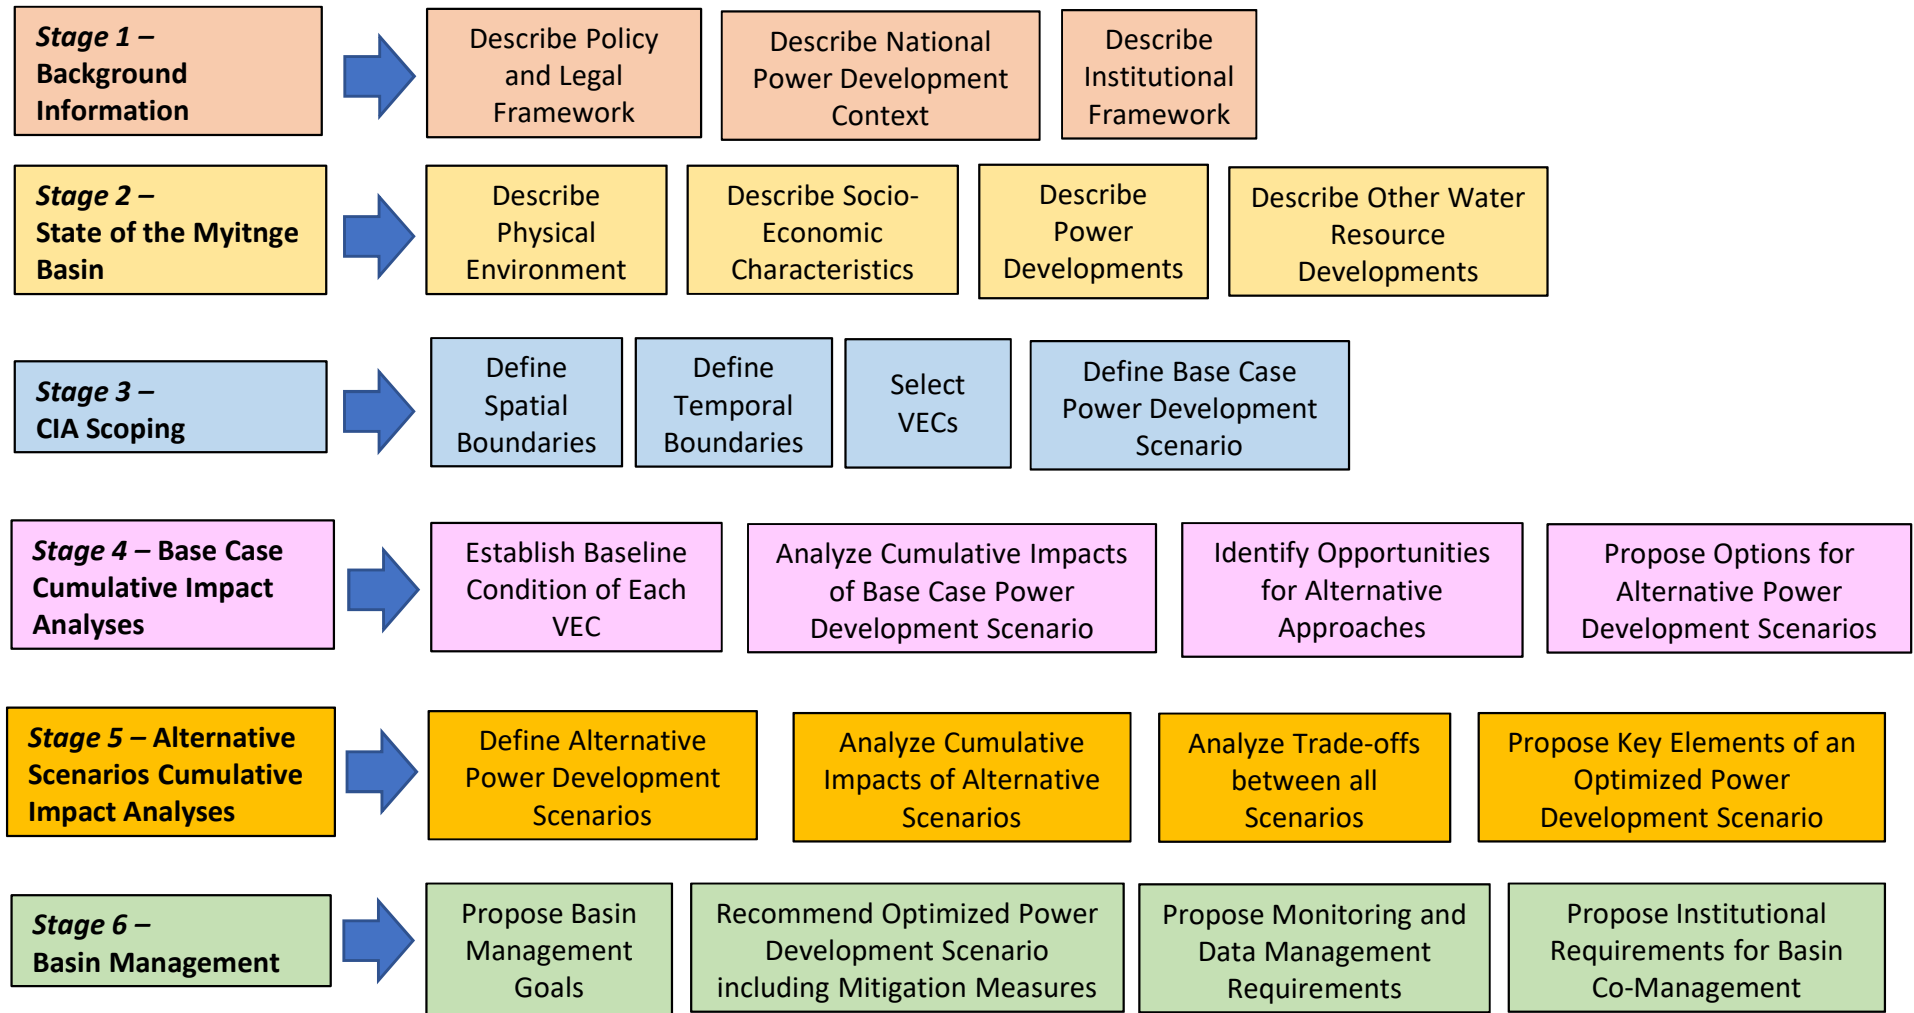 Stage 1 –
Background
Information
Describe Policy
and Legal
Framework
Describe National
Power Development
Context
Describe
Institutional
Framework
Stage 2 –
State of the Myitnge
Basin
Describe
Physical
Environment
Describe Socio-
Economic
Characteristics
Describe
Power
Developments
Describe Other Water
Resource
Developments
Stage 3 –
CIA Scoping
Define
Spatial
Boundaries
Define
Temporal
Boundaries
Select
VECs
Define Base Case
Power Development
Scenario
Stage 4 – Base Case
Cumulative Impact
Analyses
Establish Baseline
Condition of Each
VEC
Analyze Cumulative Impacts
of Base Case Power
Development Scenario
Identify Opportunities
for Alternative
Approaches
Propose Options for
Alternative Power
Development Scenarios
Stage 5 – Alternative
Scenarios Cumulative
Impact Analyses
Define Alternative
Power Development
Scenarios
Analyze Cumulative
Impacts of Alternative
Scenarios
Analyze Trade-offs
between all
Scenarios
Propose Key Elements of an
Optimized Power
Development Scenario
Stage 6 –
Basin Management
Propose Basin
Management
Goals
Recommend Optimized Power
Development Scenario
including Mitigation Measures
Propose Monitoring and
Data Management
Requirements
Propose Institutional
Requirements for Basin
Co-Management